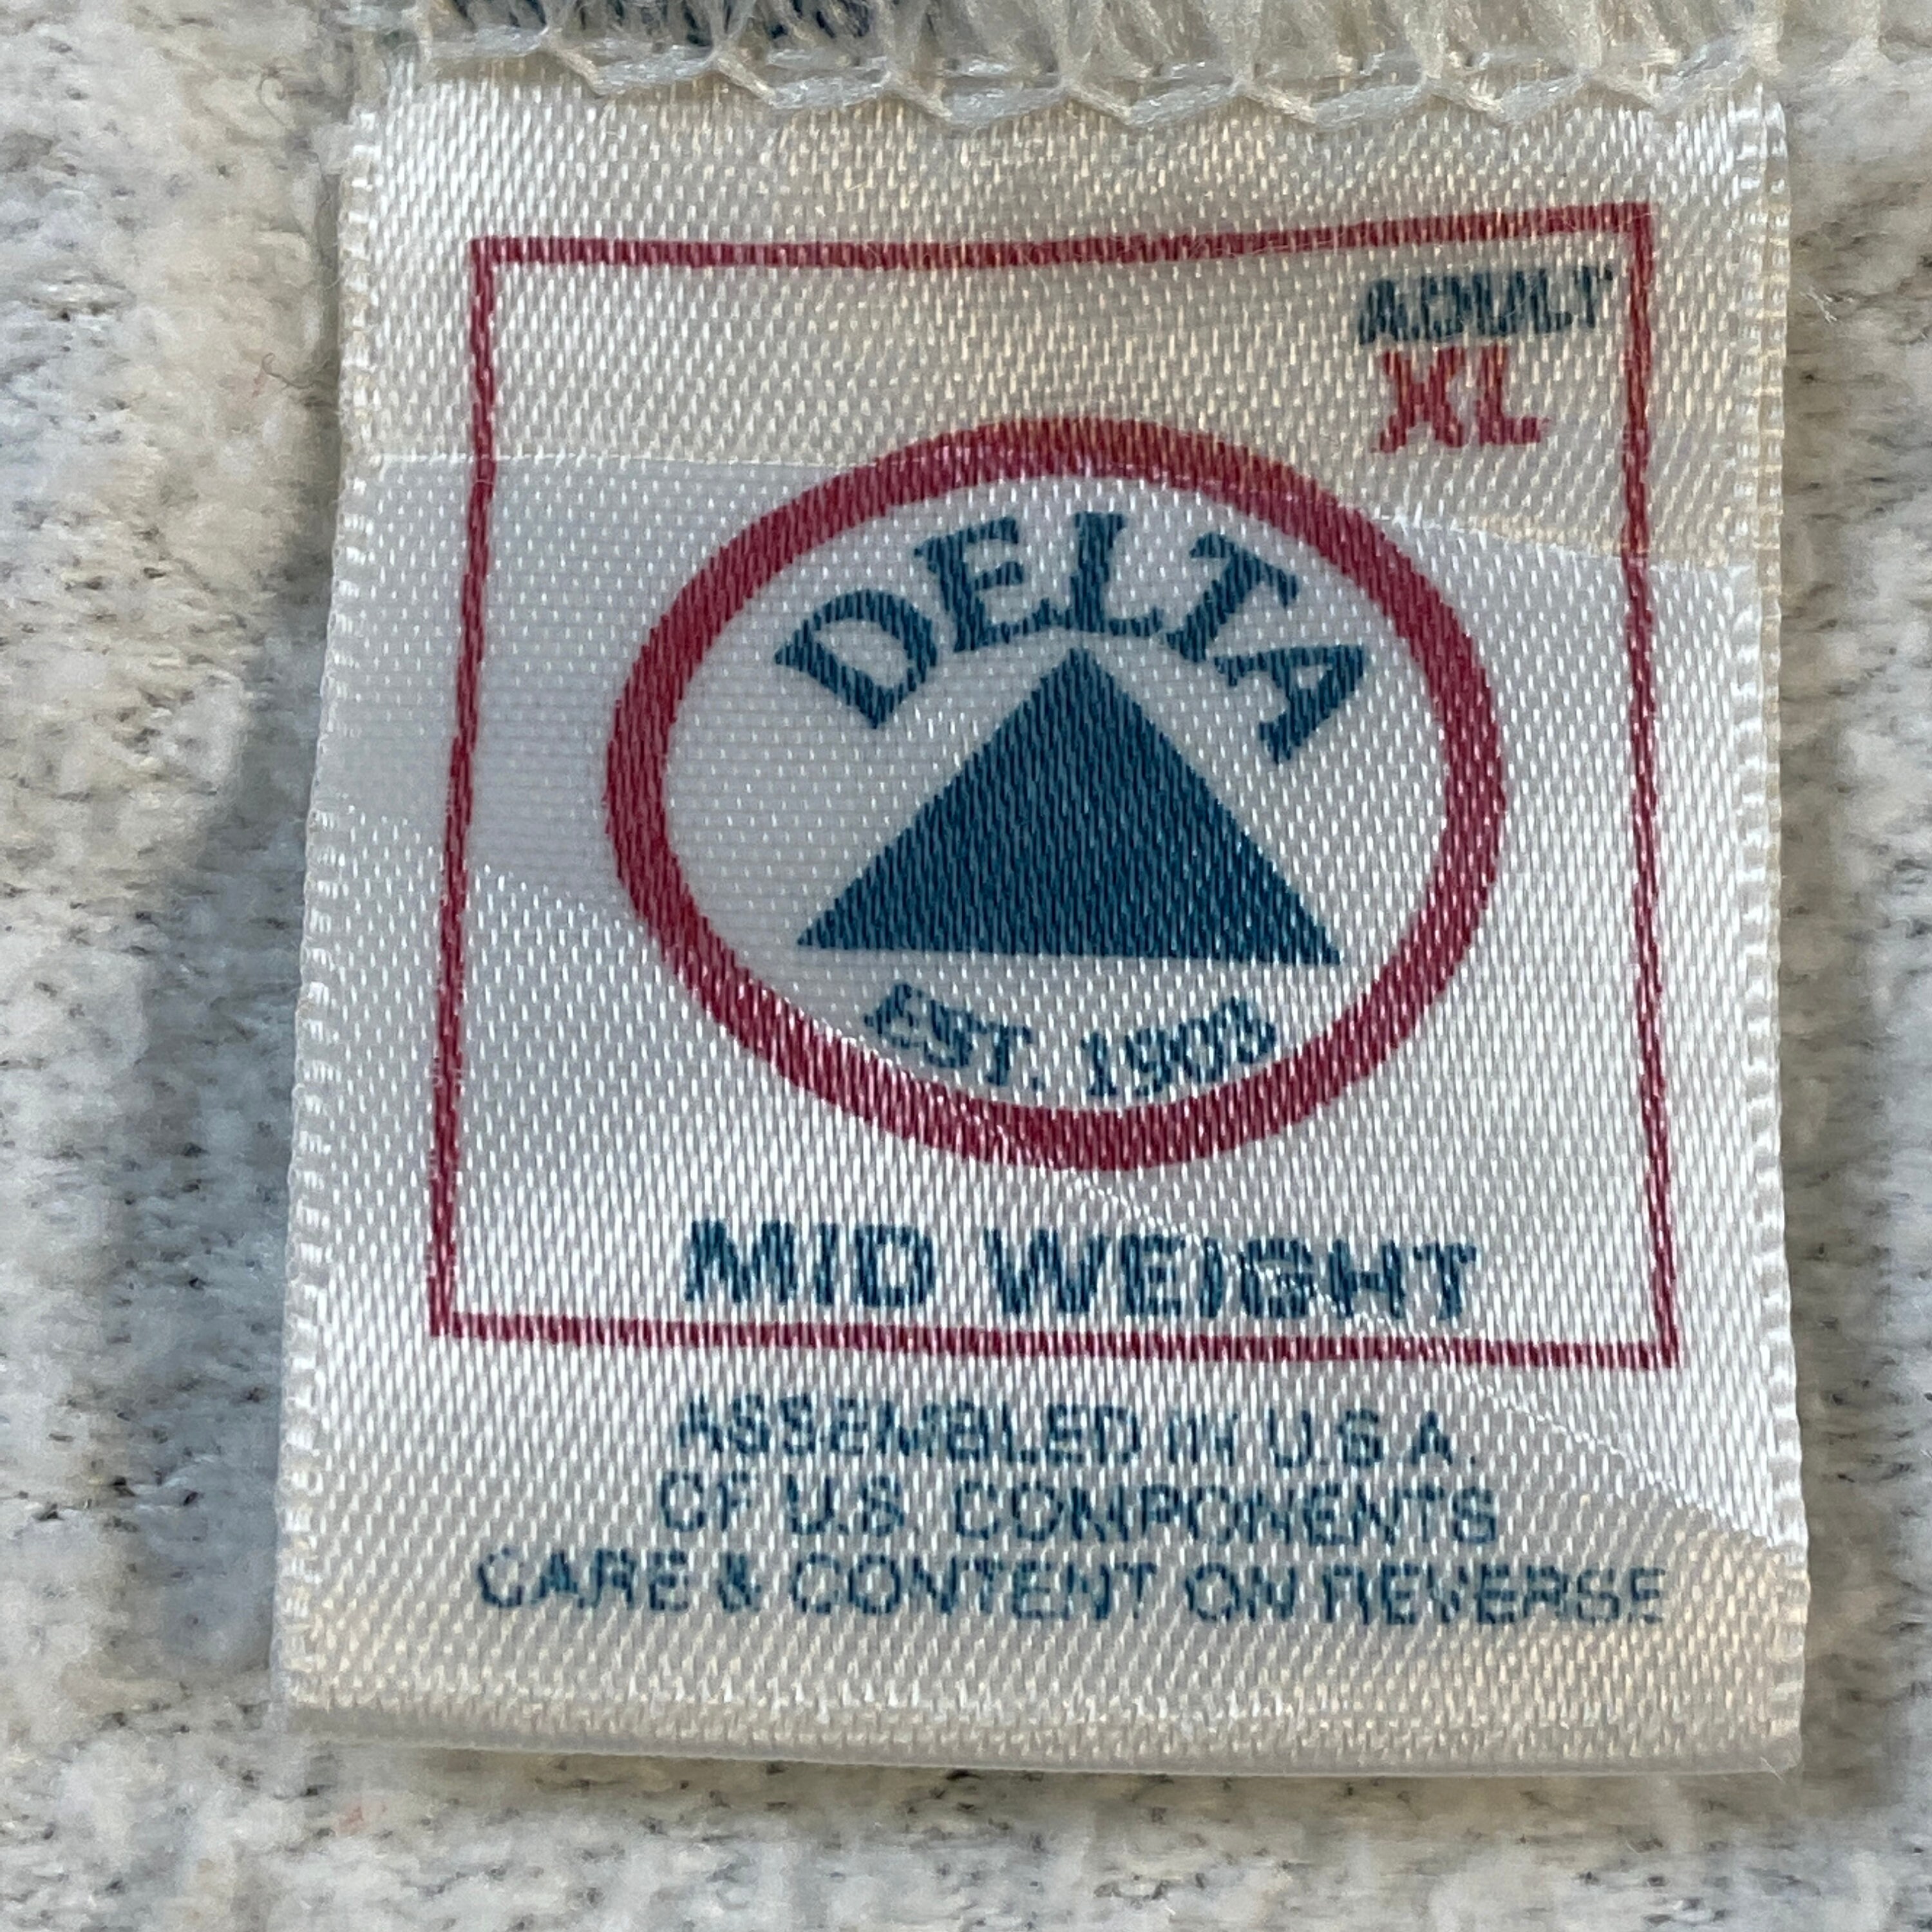 ADULT
XL
DELTA
EST. 1903
MID WEIGHT
ASSEMBLED IN U.S.A.
OF U.S. COMPONENTS
CARE & CONTENT ON REVERSE